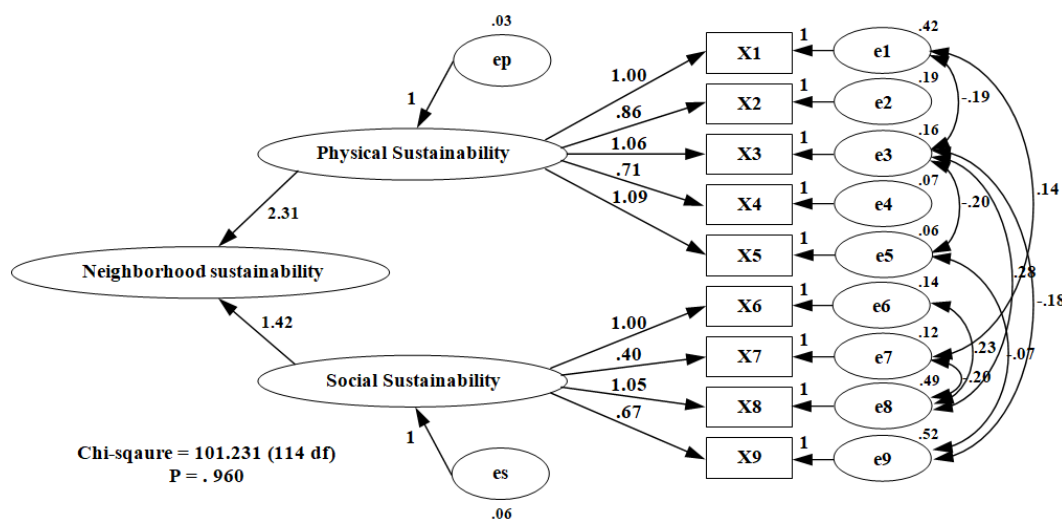 .03
ep
1
Physical Sustainability
2.31
Neighborhood sustainability
1.42
Social Sustainability
1
es
.06
Chi-sqaure = 101.231 (114 df)
P = . 960
1.00
.86
1.06
.71
1.09
1.00
.40
1.05
.67
X1
1
e1
.42
X2
1
e2
.19
X3
1
e3
.16
X4
1
e4
.07
X5
1
e5
.06
X6
1
e6
.14
X7
1
e7
.12
X8
1
e8
.49
X9
1
e9
.52
-.19
.14
-.20
.28
-.18
.23
-.07
-.20